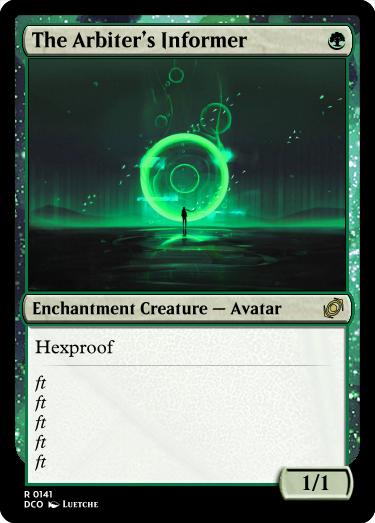 The Arbiter's Informer
Enchantment Creature — Avatar
Hexproof
ft
ft
ft
ft
ft
1/1
R 0141
DCO Luetche